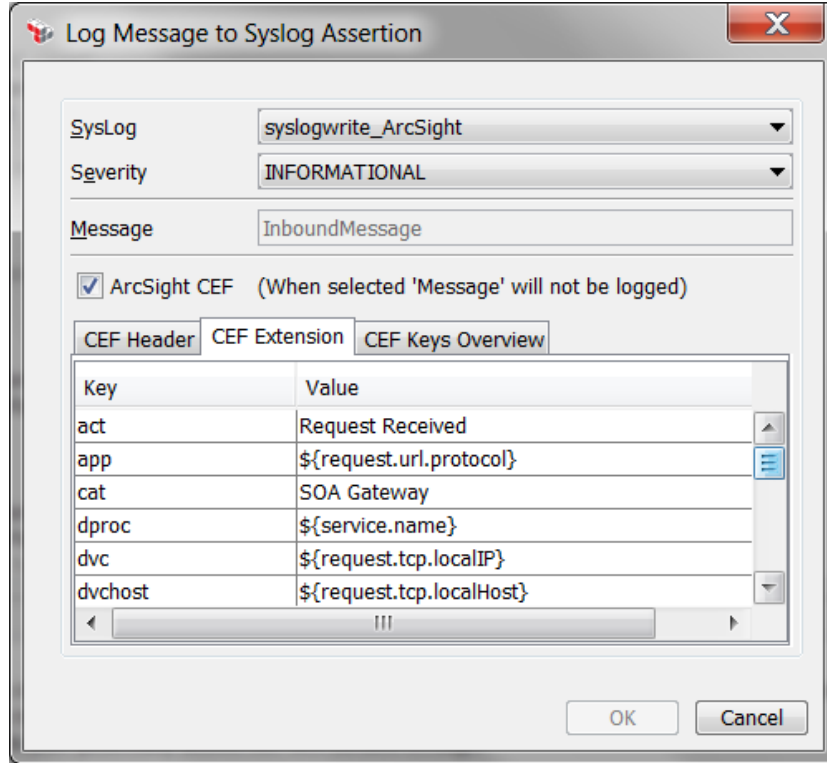 Log Message to Syslog Assertion
X
SysLog syslogwrite_ArcSight
Severity INFORMATIONAL
Message InboundMessage
ArcSight CEF (When selected 'Message' will not be logged)
CEF Header CEF Extension CEF Keys Overview
Key Value
act Request Received
app ${request.url.protocol}
cat SOA Gateway
dproc ${service.name}
dvc ${request.tcp.localIP}
dvchost ${request.tcp.localHost}
OK Cancel